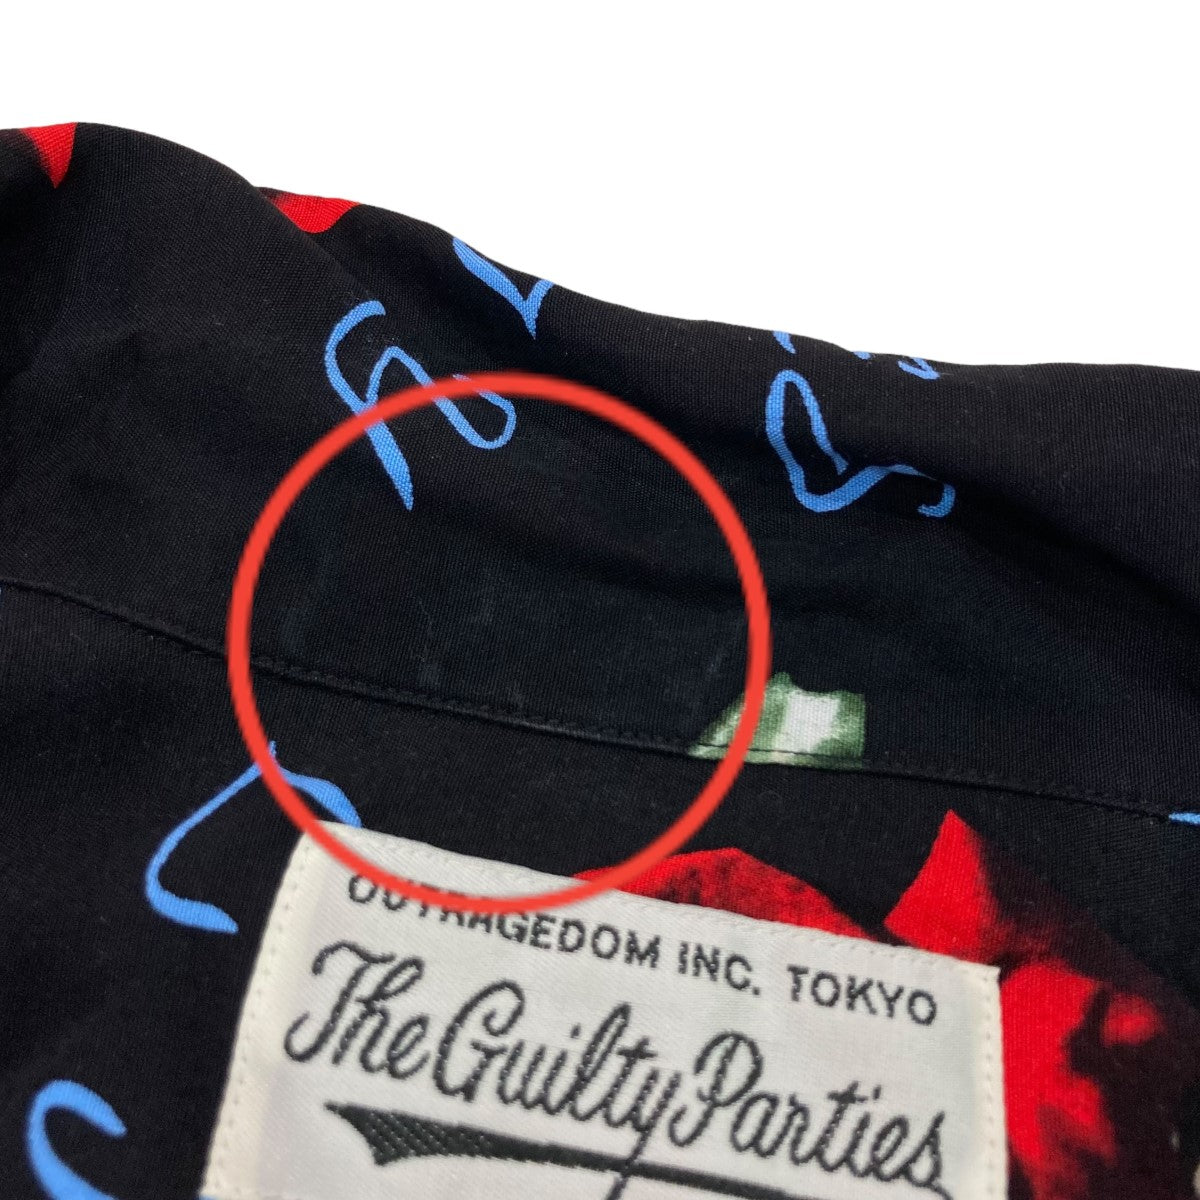 OUTRAGEDOM INC. TOKYO
The Guilty Parties